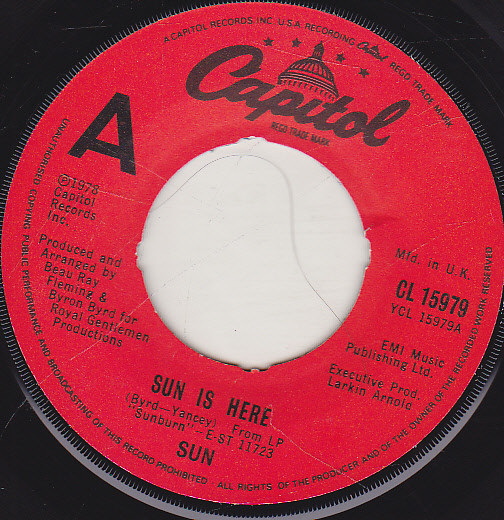 A CAPITOL RECORDS INC. U.S.A. RECORDING Capitol REGD TRADE MARK
Capitol
REGD TRADE MARK
A
℗1978
Capitol
Records
Inc.
Produced and
Arranged by
Beau Ray
Fleming &
Byron Byrd for
Royal Gentlemen
Productions
Mfd. in U.K.
CL 15979
YCL 15979A
EMI Music
Publishing Ltd.
Executive Prod.
Larkin Arnold
SUN IS HERE
(Byrd—Yancey) From LP
"Sunburn"-E-ST 11723
SUN
UNAUTHORISED COPYING PUBLIC PERFORMANCE AND BROADCASTING OF THIS RECORD PROHIBITED · ALL RIGHTS OF THE PRODUCER AND OF THE OWNER OF THE RECORDED WORK RESERVED